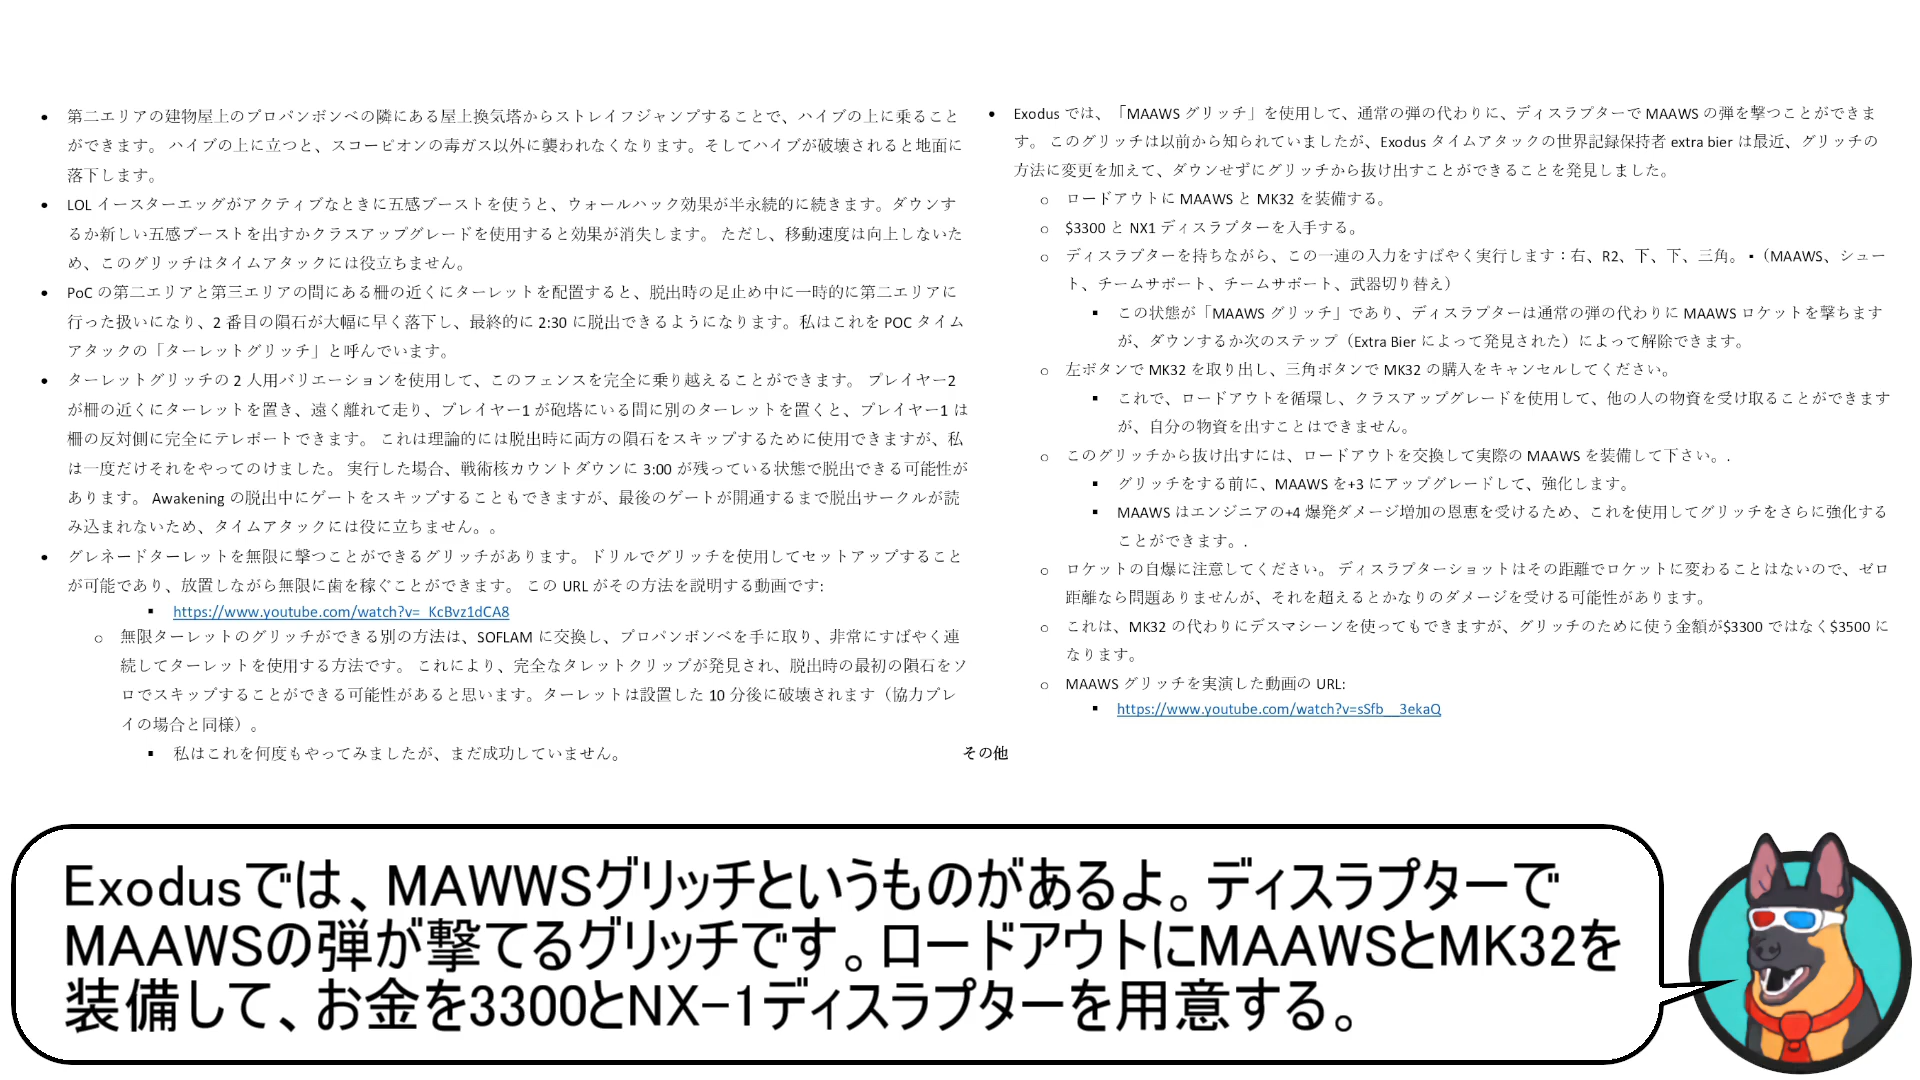 • 第二エリアの建物屋上のプロパンボンベの隣にある屋上換気塔からストレイフジャンプすることで、ハイブの上に乗ること
ができます。 ハイブの上に立つと、スコーピオンの毒ガス以外に襲われなくなります。そしてハイブが破壊されると地面に
落下します。
• LOL イースターエッグがアクティブなときに五感ブーストを使うと、ウォールハック効果が半永続的に続きます。ダウンす
るか新しい五感ブーストを出すかクラスアップグレードを使用すると効果が消失します。 ただし、移動速度は向上しないた
め、このグリッチはタイムアタックには役立ちません。
• PoC の第二エリアと第三エリアの間にある柵の近くにターレットを配置すると、脱出時の足止め中に一時的に第二エリアに
行った扱いになり、2 番目の隕石が大幅に早く落下し、最終的に 2:30 に脱出できるようになります。私はこれを POC タイム
アタックの「ターレットグリッチ」と呼んでいます。
• ターレットグリッチの 2 人用バリエーションを使用して、このフェンスを完全に乗り越えることができます。 プレイヤー2
が柵の近くにターレットを置き、遠く離れて走り、プレイヤー1 が砲塔にいる間に別のターレットを置くと、プレイヤー1 は
柵の反対側に完全にテレポートできます。 これは理論的には脱出時に両方の隕石をスキップするために使用できますが、私
は一度だけそれをやってのけました。 実行した場合、戦術核カウントダウンに 3:00 が残っている状態で脱出できる可能性が
あります。 Awakening の脱出中にゲートをスキップすることもできますが、最後のゲートが開通するまで脱出サークルが読
み込まれないため、タイムアタックには役に立ちません。。
• グレネードターレットを無限に撃つことができるグリッチがあります。 ドリルでグリッチを使用してセットアップすること
が可能であり、放置しながら無限に歯を稼ぐことができます。 この URL がその方法を説明する動画です:
▪ https://www.youtube.com/watch?v=_KcBvz1dCA8
○ 無限ターレットのグリッチができる別の方法は、SOFLAM に交換し、プロパンボンベを手に取り、非常にすばやく連
続してターレットを使用する方法です。 これにより、完全なタレットクリップが発見され、脱出時の最初の隕石をソ
ロでスキップすることができる可能性があると思います。ターレットは設置した 10 分後に破壊されます（協力プレ
イの場合と同様）。
▪ 私はこれを何度もやってみましたが、まだ成功していません。
• Exodus では、「MAAWS グリッチ」を使用して、通常の弾の代わりに、ディスラプターで MAAWS の弾を撃つことができま
す。 このグリッチは以前から知られていましたが、Exodus タイムアタックの世界記録保持者 extra bier は最近、グリッチの
方法に変更を加えて、ダウンせずにグリッチから抜け出すことができることを発見しました。
○ ロードアウトに MAAWS と MK32 を装備する。
○ $3300 と NX1 ディスラプターを入手する。
○ ディスラプターを持ちながら、この一連の入力をすばやく実行します：右、R2、下、下、三角。▪（MAAWS、シュー
ト、チームサポート、チームサポート、武器切り替え）
▪ この状態が「MAAWS グリッチ」であり、ディスラプターは通常の弾の代わりに MAAWS ロケットを撃ちます
が、ダウンするか次のステップ（Extra Bier によって発見された）によって解除できます。
○ 左ボタンで MK32 を取り出し、三角ボタンで MK32 の購入をキャンセルしてください。
▪ これで、ロードアウトを循環し、クラスアップグレードを使用して、他の人の物資を受け取ることができます
が、自分の物資を出すことはできません。
○ このグリッチから抜け出すには、ロードアウトを交換して実際の MAAWS を装備して下さい。.
▪ グリッチをする前に、MAAWS を+3 にアップグレードして、強化します。
▪ MAAWS はエンジニアの+4 爆発ダメージ増加の恩恵を受けるため、これを使用してグリッチをさらに強化する
ことができます。.
○ ロケットの自爆に注意してください。 ディスラプターショットはその距離でロケットに変わることはないので、ゼロ
距離なら問題ありませんが、それを超えるとかなりのダメージを受ける可能性があります。
○ これは、MK32 の代わりにデスマシーンを使ってもできますが、グリッチのために使う金額が$3300 ではなく$3500 に
なります。
○ MAAWS グリッチを実演した動画の URL:
▪ https://www.youtube.com/watch?v=sSfb__3ekaQ
その他
Exodusでは、MAWWSグリッチというものがあるよ。ディスラプターで
MAAWSの弾が撃てるグリッチです。ロードアウトにMAAWSとMK32を
装備して、お金を3300とNX-1ディスラプターを用意する。